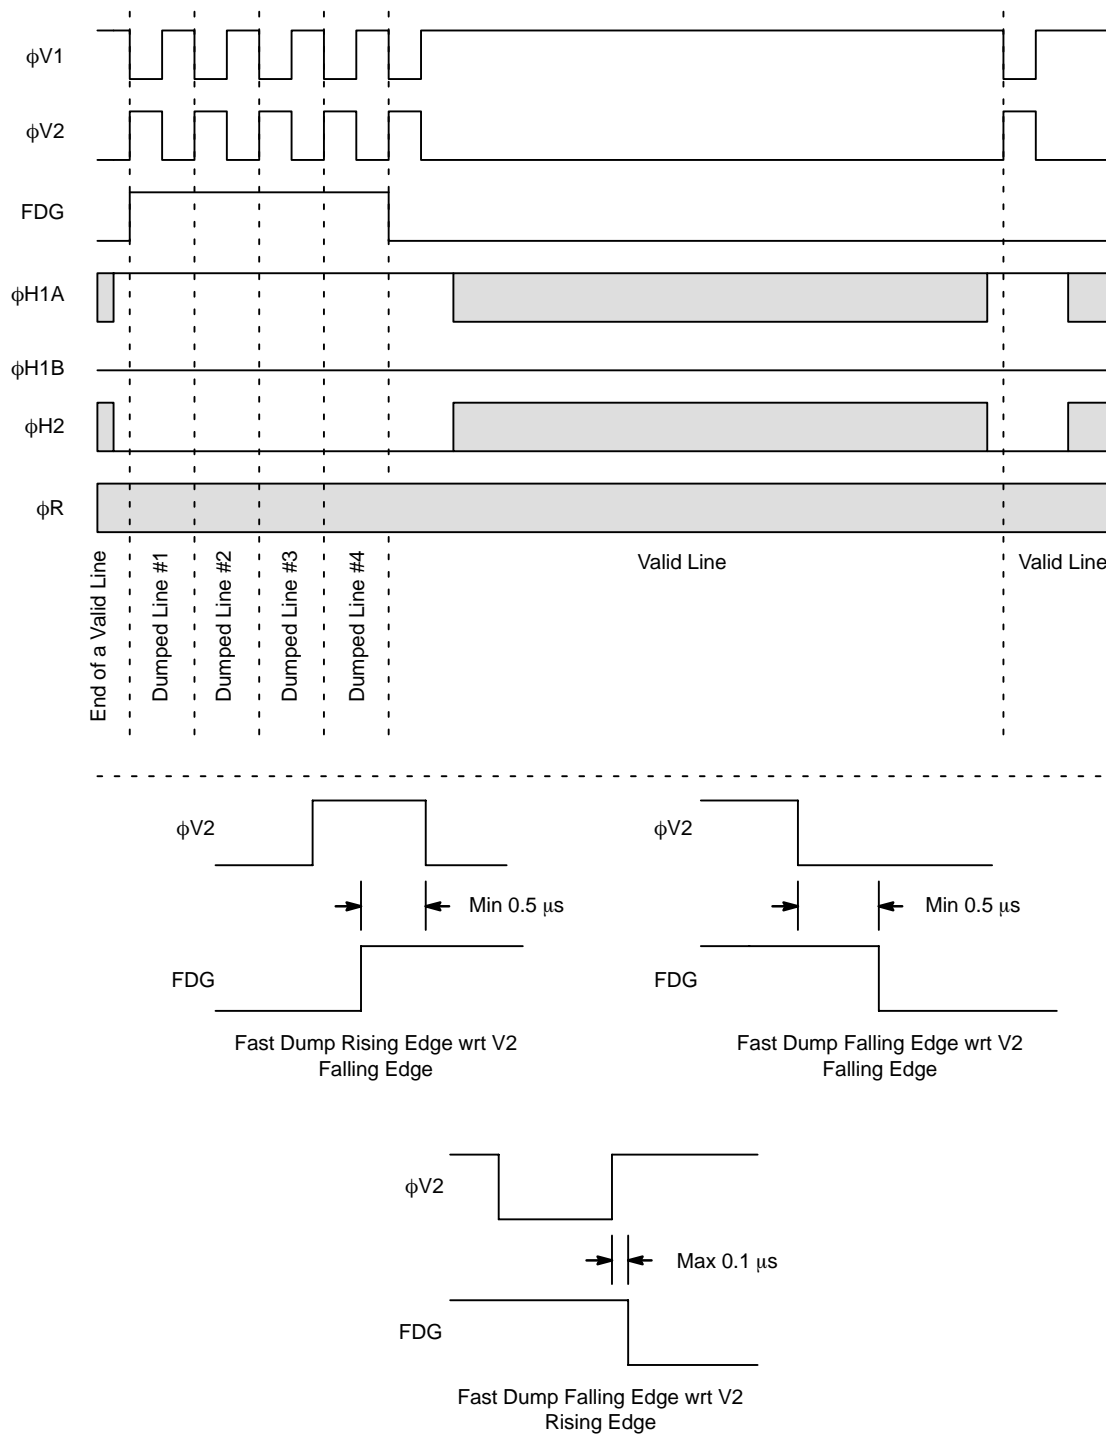 ϕV1
ϕV2
FDG
ϕH1A
ϕH1B
ϕH2
ϕR
End of a Valid Line
Dumped Line #1
Dumped Line #2
Dumped Line #3
Dumped Line #4
Valid Line
Valid Line
ϕV2
Min 0.5 μs
FDG
Fast Dump Rising Edge wrt V2
Falling Edge
ϕV2
Min 0.5 μs
FDG
Fast Dump Falling Edge wrt V2
Falling Edge
ϕV2
Max 0.1 μs
FDG
Fast Dump Falling Edge wrt V2
Rising Edge